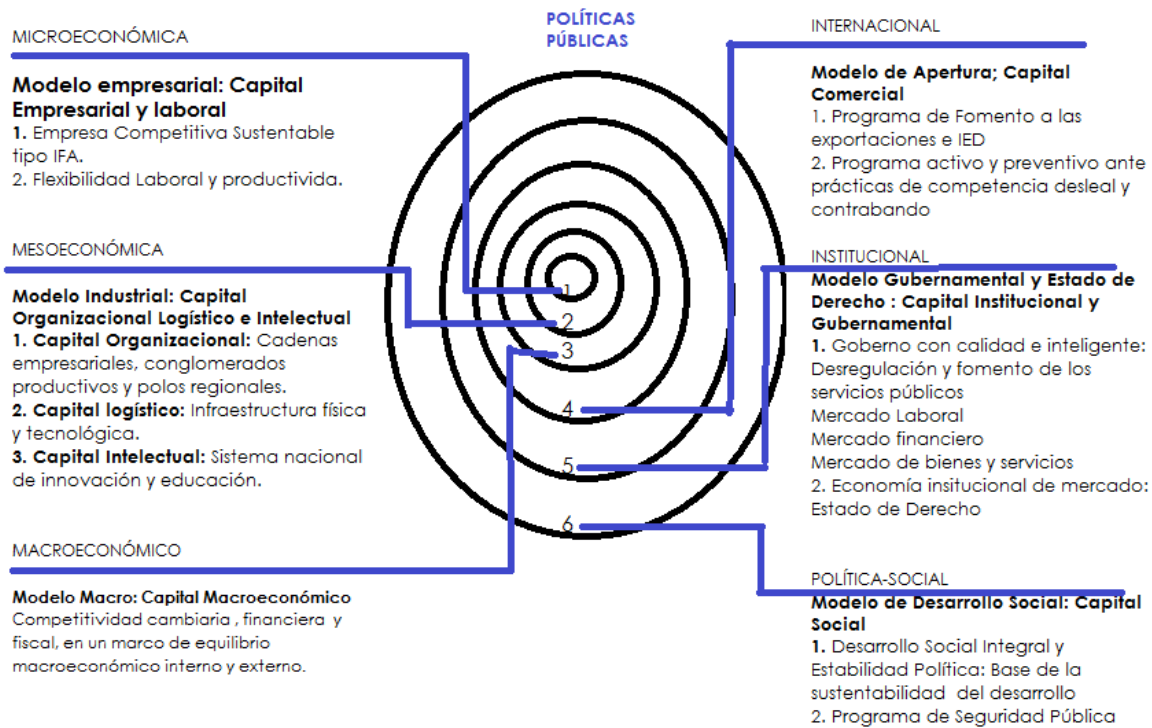 POLÍTICAS
PÚBLICAS
MICROECONÓMICA
Modelo empresarial: Capital
Empresarial y laboral
1. Empresa Competitiva Sustentable
tipo IFA.
2. Flexibilidad Laboral y productivida.
MESOECONÓMICA
Modelo Industrial: Capital
Organizacional Logístico e Intelectual
1. Capital Organizacional: Cadenas
empresariales, conglomerados
productivos y polos regionales.
2. Capital logístico: Infraestructura física
y tecnológica.
3. Capital Intelectual: Sistema nacional
de innovación y educación.
MACROECONÓMICO
Modelo Macro: Capital Macroeconómico
Competitividad cambiaria , financiera y
fiscal, en un marco de equilibrio
macroeconómico interno y externo.
1
2
3
4
5
6
INTERNACIONAL
Modelo de Apertura; Capital
Comercial
1. Programa de Fomento a las
exportaciones e IED
2. Programa activo y preventivo ante
prácticas de competencia desleal y
contrabando
INSTITUCIONAL
Modelo Gubernamental y Estado de
Derecho : Capital Institucional y
Gubernamental
1. Goberno con calidad e inteligente:
Desregulación y fomento de los
servicios públicos
Mercado Laboral
Mercado financiero
Mercado de bienes y servicios
2. Economía insitucional de mercado:
Estado de Derecho
POLÍTICA-SOCIAL
Modelo de Desarrollo Social: Capital
Social
1. Desarrollo Social Integral y
Estabilidad Política: Base de la
sustentabilidad del desarrollo
2. Programa de Seguridad Pública